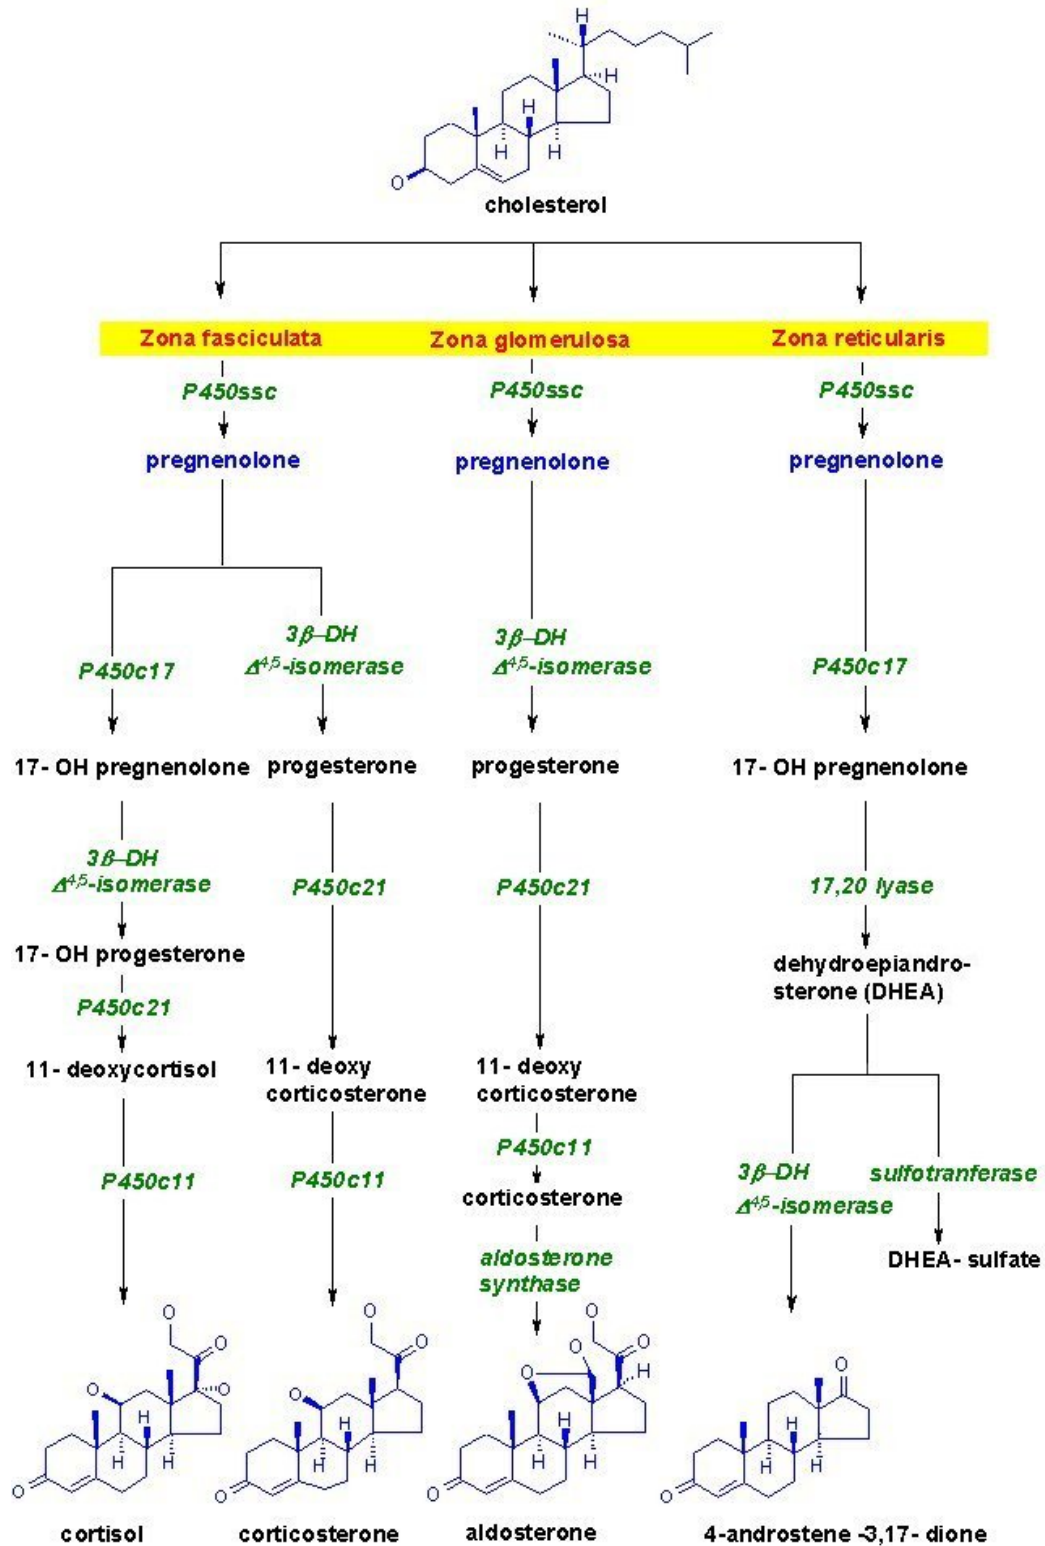 H
H
H
H
H
O
cholesterol
Zona fasciculata
Zona glomerulosa
Zona reticularis
P450ssc
P450ssc
P450ssc
pregnenolone
pregnenolone
pregnenolone
3β–DH
3β–DH
P450c17
Δ4,5-isomerase
Δ4,5-isomerase
P450c17
17- OH pregnenolone
progesterone
progesterone
17- OH pregnenolone
3β–DH
Δ4,5-isomerase
P450c21
P450c21
17,20 lyase
17- OH progesterone
dehydroepiandro-
sterone (DHEA)
P450c21
11- deoxycortisol
11- deoxy
corticosterone
11- deoxy
corticosterone
P450c11
P450c11
P450c11
3β–DH
Δ4,5-isomerase
sulfotranferase
corticosterone
aldosterone
synthase
DHEA- sulfate
O
O
O
O
H
H
H
O
cortisol
O
O
O
H
H
H
O
corticosterone
O
O
O
O
H
H
H
H
O
aldosterone
O
H
H
H
O
4-androstene -3,17- dione